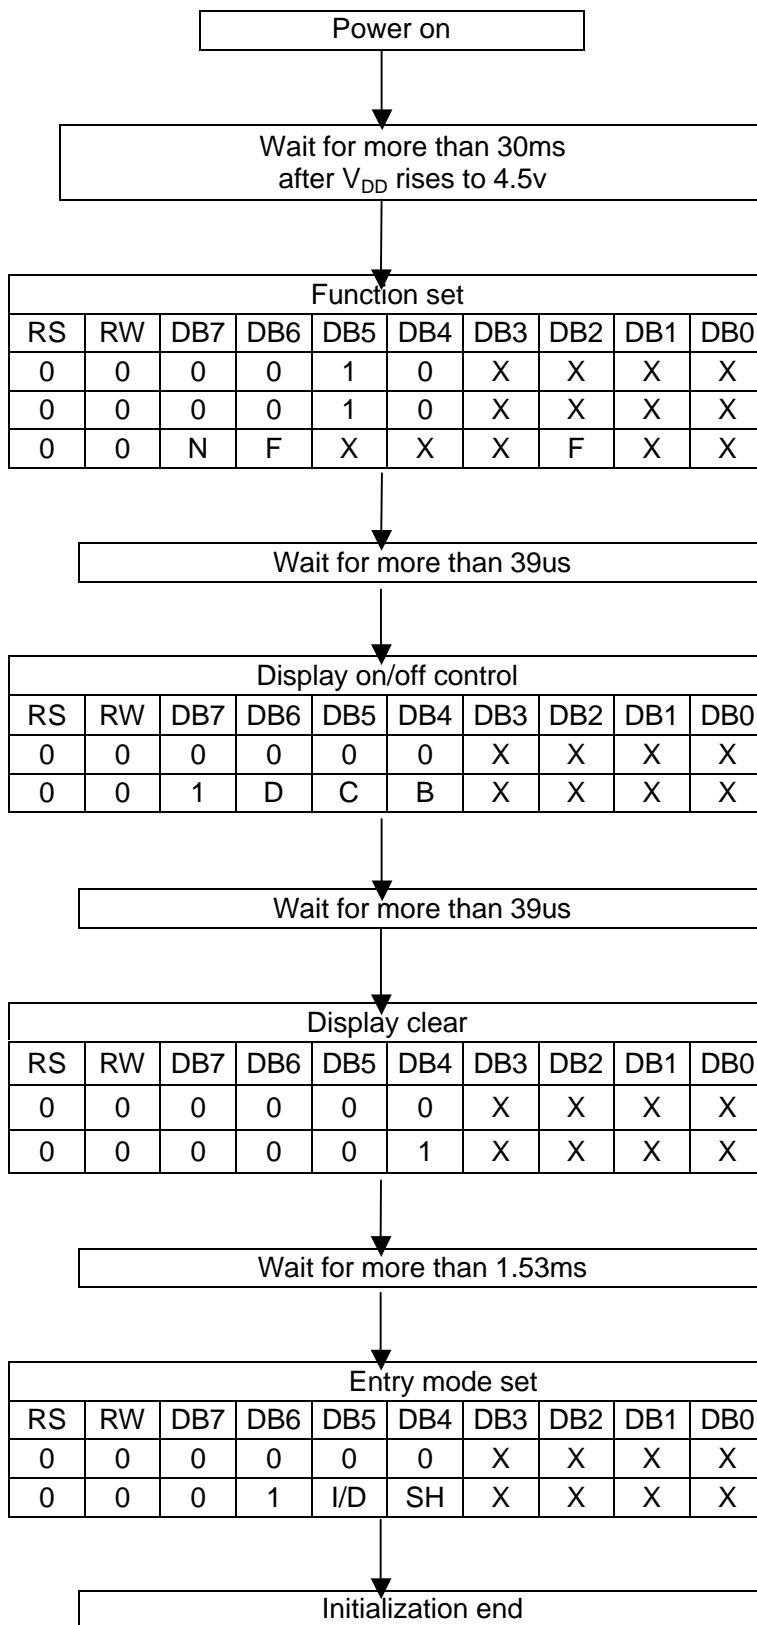 Power on
Wait for more than 30ms
after VDD rises to 4.5v
Function set
RS RW DB7 DB6 DB5 DB4 DB3 DB2 DB1 DB0
0 0 0 0 1 0 X X X X
0 0 0 0 1 0 X X X X
0 0 N F X X X F X X
Wait for more than 39us
Display on/off control
RS RW DB7 DB6 DB5 DB4 DB3 DB2 DB1 DB0
0 0 0 0 0 0 X X X X
0 0 1 D C B X X X X
Wait for more than 39us
Display clear
RS RW DB7 DB6 DB5 DB4 DB3 DB2 DB1 DB0
0 0 0 0 0 0 X X X X
0 0 0 0 0 1 X X X X
Wait for more than 1.53ms
Entry mode set
RS RW DB7 DB6 DB5 DB4 DB3 DB2 DB1 DB0
0 0 0 0 0 0 X X X X
0 0 0 1 I/D SH X X X X
Initialization end